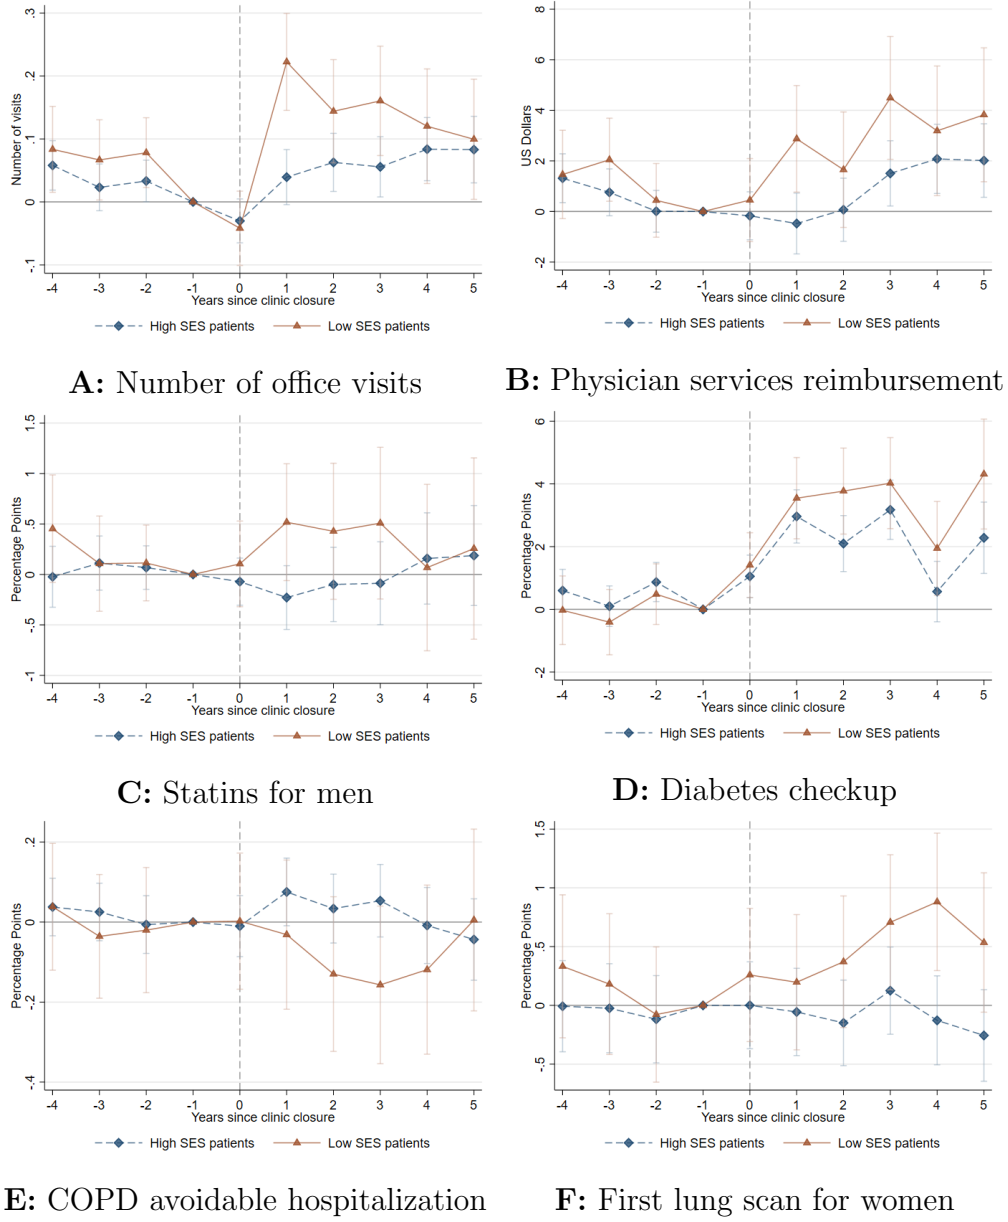 Number of visits
.3
.2
.1
0
-.1
-4 -3 -2 -1 0 1 2 3 4 5
Years since clinic closure
High SES patients Low SES patients
A: Number of office visits
US Dollars
8
6
4
2
0
-2
-4 -3 -2 -1 0 1 2 3 4 5
Years since clinic closure
High SES patients Low SES patients
B: Physician services reimbursement
Percentage Points
1.5
1
.5
0
-.5
-1
-4 -3 -2 -1 0 1 2 3 4 5
Years since clinic closure
High SES patients Low SES patients
C: Statins for men
Percentage Points
6
4
2
0
-2
-4 -3 -2 -1 0 1 2 3 4 5
Years since clinic closure
High SES patients Low SES patients
D: Diabetes checkup
Percentage Points
.2
0
-.2
-.4
-4 -3 -2 -1 0 1 2 3 4 5
Years since clinic closure
High SES patients Low SES patients
E: COPD avoidable hospitalization
Percentage Points
1.5
1
.5
0
-.5
-4 -3 -2 -1 0 1 2 3 4 5
Years since clinic closure
High SES patients Low SES patients
F: First lung scan for women